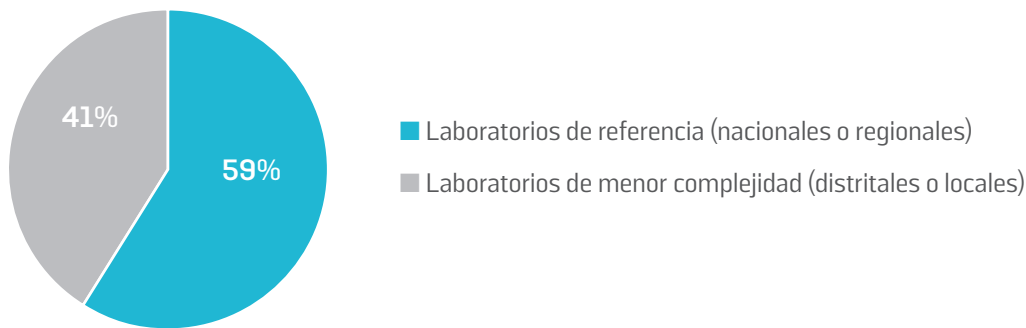 41%
59%
Laboratorios de referencia (nacionales o regionales)
Laboratorios de menor complejidad (distritales o locales)